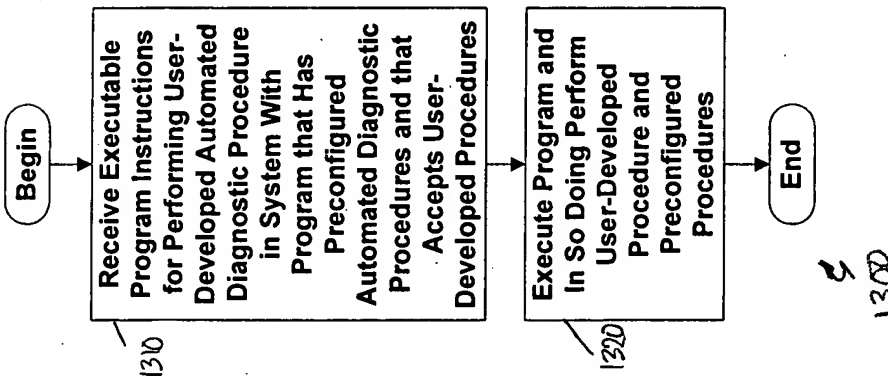 Begin
Receive Executable
Program Instructions
for Performing User-
Developed Automated
Diagnostic Procedure
in System With
Program that Has
Preconfigured
Automated Diagnostic
Procedures and that
Accepts User-
Developed Procedures
1310
Execute Program and
In So Doing Perform
User-Developed
Procedure and
Preconfigured
Procedures
1320
End
1300